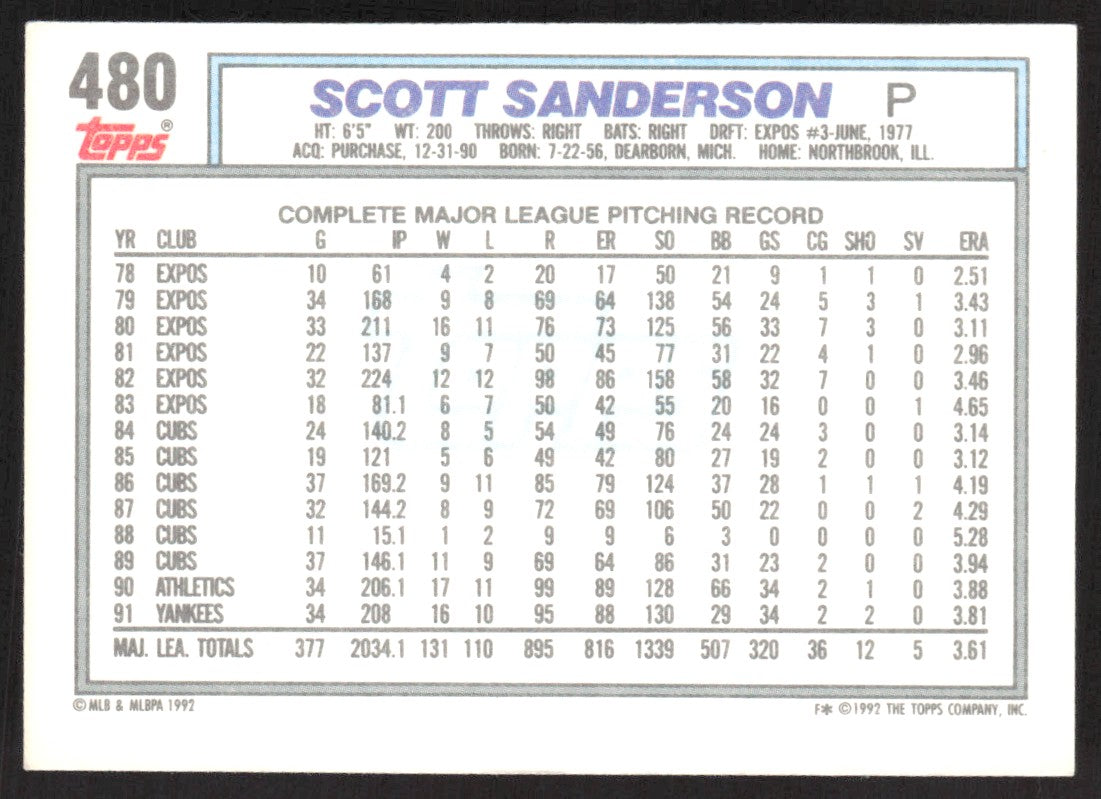 480
Topps®
SCOTT SANDERSON P
HT: 6'5" WT: 200 THROWS: RIGHT BATS: RIGHT DRFT: EXPOS #3-JUNE, 1977
ACQ: PURCHASE, 12-31-90 BORN: 7-22-56, DEARBORN, MICH. HOME: NORTHBROOK, ILL.
COMPLETE MAJOR LEAGUE PITCHING RECORD
YR CLUB G IP W L R ER SO BB GS CG SHO SV ERA
78 EXPOS 10 61 4 2 20 17 50 21 9 1 1 0 2.51
79 EXPOS 34 168 9 8 69 64 138 54 24 5 3 1 3.43
80 EXPOS 33 211 16 11 76 73 125 56 33 7 3 0 3.11
81 EXPOS 22 137 9 7 50 45 77 31 22 4 1 0 2.96
82 EXPOS 32 224 12 12 98 86 158 58 32 7 0 0 3.46
83 EXPOS 18 81.1 6 7 50 42 55 20 16 0 0 1 4.65
84 CUBS 24 140.2 8 5 54 49 76 24 24 3 0 0 3.14
85 CUBS 19 121 5 6 49 42 80 27 19 2 0 0 3.12
86 CUBS 37 169.2 9 11 85 79 124 37 28 1 1 1 4.19
87 CUBS 32 144.2 8 9 72 69 106 50 22 0 0 2 4.29
88 CUBS 11 15.1 1 2 9 9 6 3 0 0 0 0 5.28
89 CUBS 37 146.1 11 9 69 64 86 31 23 2 0 0 3.94
90 ATHLETICS 34 206.1 17 11 99 89 128 66 34 2 1 0 3.88
91 YANKEES 34 208 16 10 95 88 130 29 34 2 2 0 3.81
MAJ. LEA. TOTALS 377 2034.1 131 110 895 816 1339 507 320 36 12 5 3.61
© MLB & MLBPA 1992
F* © 1992 THE TOPPS COMPANY, INC.